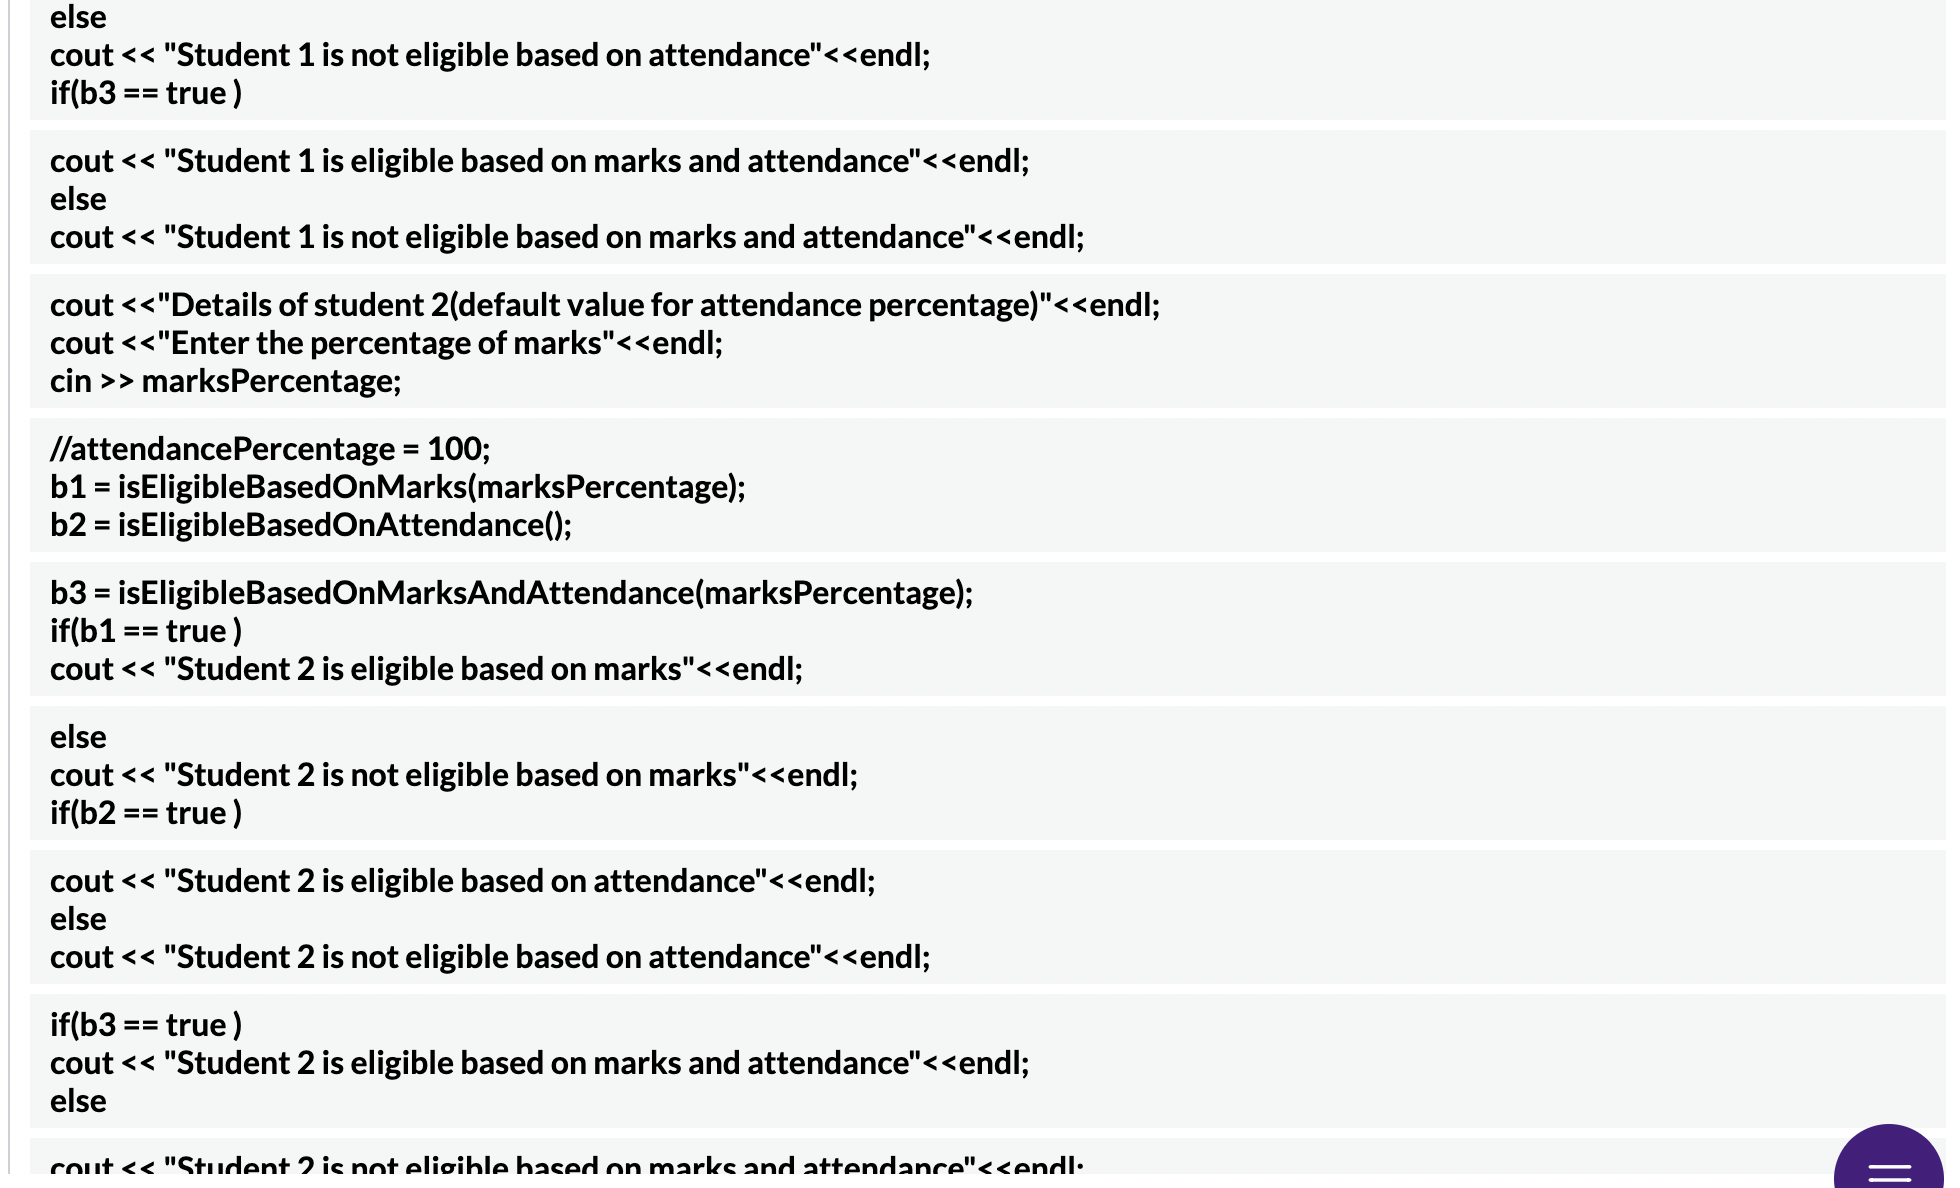 else
cout << "Student 1 is not eligible based on attendance"<<endl;
if(b3 == true )
cout << "Student 1 is eligible based on marks and attendance"<<endl;
else
cout << "Student 1 is not eligible based on marks and attendance"<<endl;
cout <<"Details of student 2(default value for attendance percentage)"<<endl;
cout <<"Enter the percentage of marks"<<endl;
cin >> marksPercentage;
//attendancePercentage = 100;
b1 = isEligibleBasedOnMarks(marksPercentage);
b2 = isEligibleBasedOnAttendance();
b3 = isEligibleBasedOnMarksAndAttendance(marksPercentage);
if(b1 == true )
cout << "Student 2 is eligible based on marks"<<endl;
else
cout << "Student 2 is not eligible based on marks"<<endl;
if(b2 == true )
cout << "Student 2 is eligible based on attendance"<<endl;
else
cout << "Student 2 is not eligible based on attendance"<<endl;
if(b3 == true )
cout << "Student 2 is eligible based on marks and attendance"<<endl;
else
cout << "Student 2 is not eligible based on marks and attendance"<<endl;